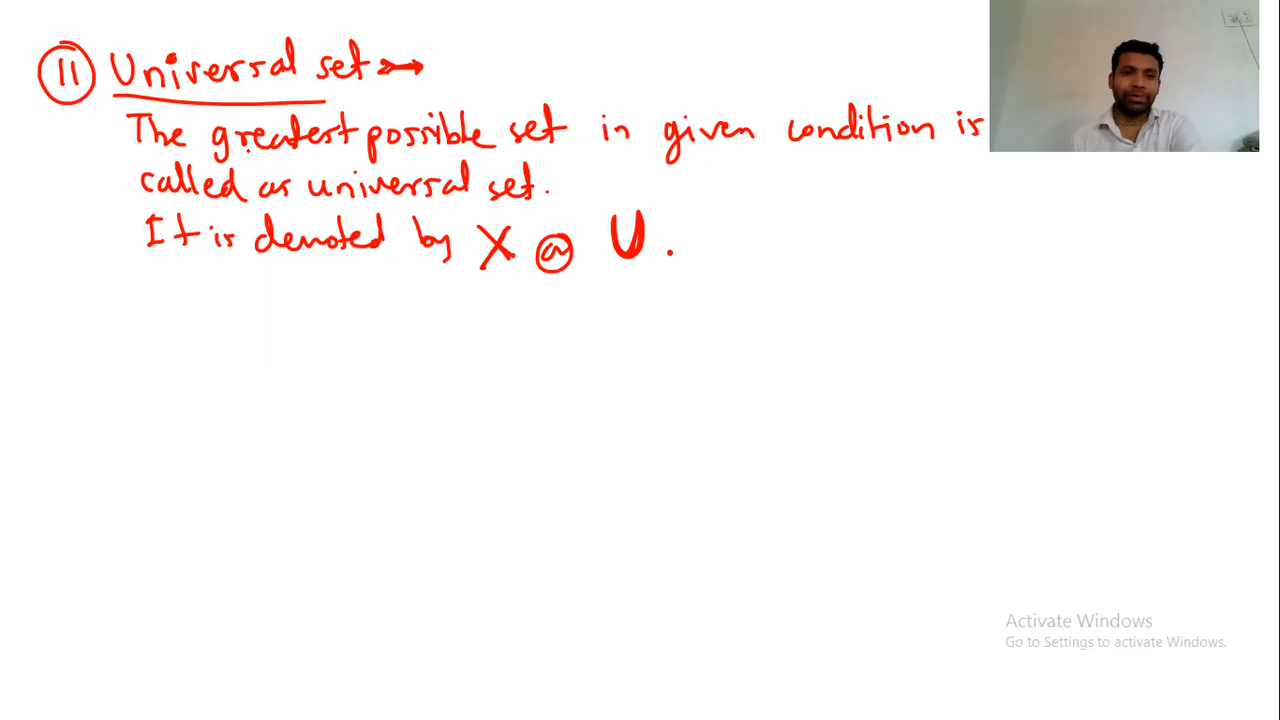 11 Universal set
The greatest possible set in given condition is
called as universal set.
It is denoted by X or U.
Activate Windows
Go to Settings to activate Windows.